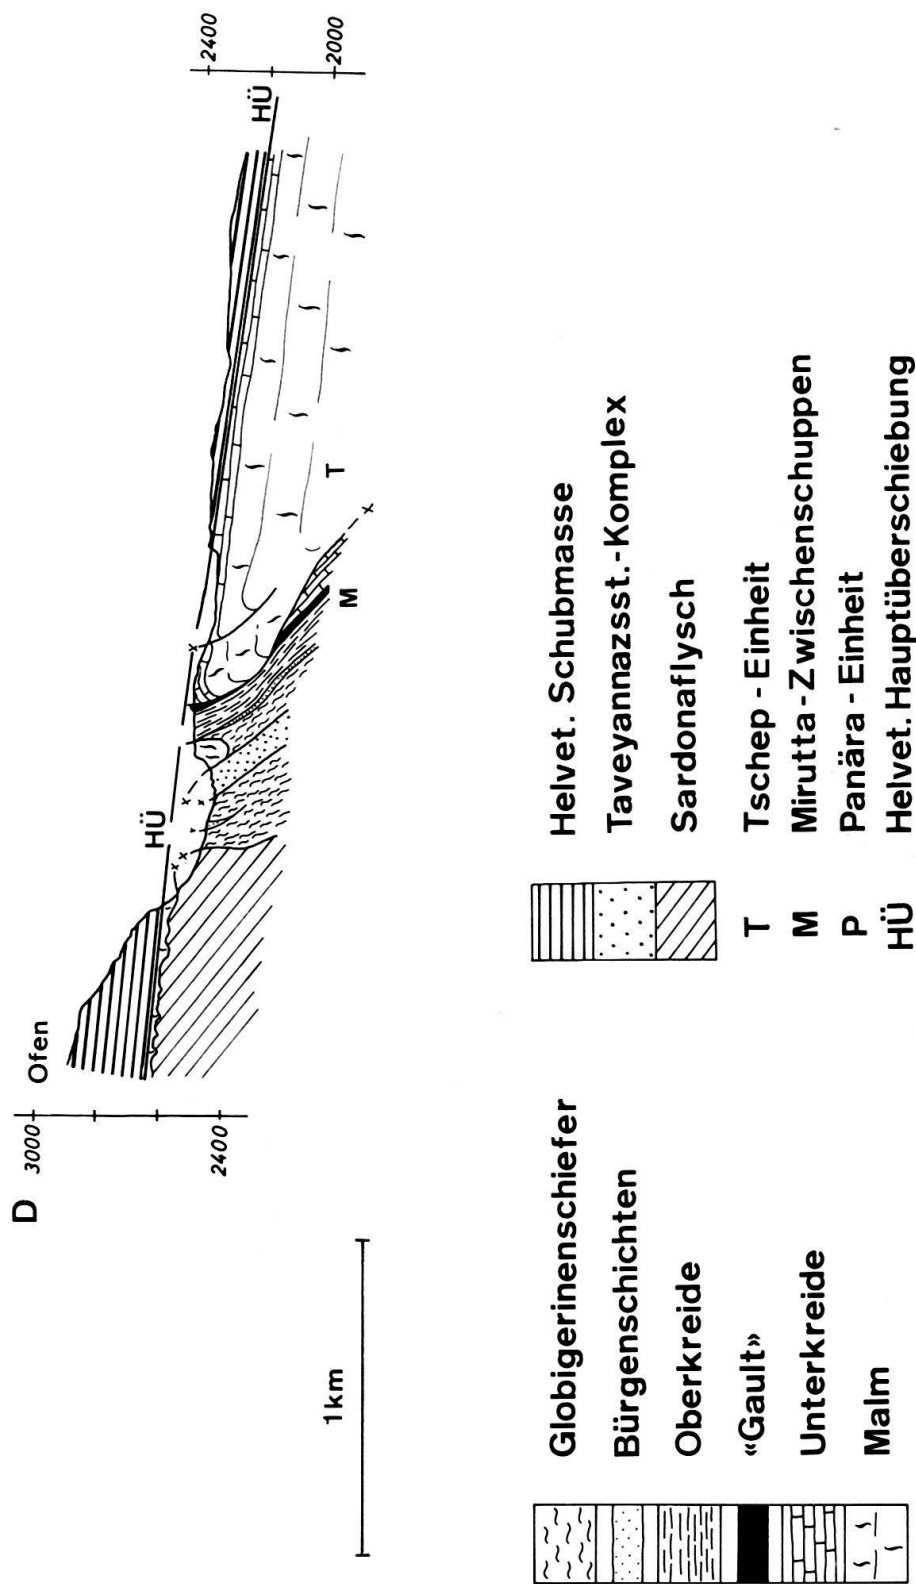 D
3000
2400
Ofen
HÜ
HÜ
2400
2000
M
T
1km
Globigerinenschiefer
Bürgenschichten
Oberkreide
«Gault»
Unterkreide
Malm
Helvet. Schubmasse
Taveyannazsst.-Komplex
Sardonaflysch
T Tschep-Einheit
M Mirutta-Zwischenschuppen
P Panära-Einheit
HÜ Helvet. Hauptüberschiebung